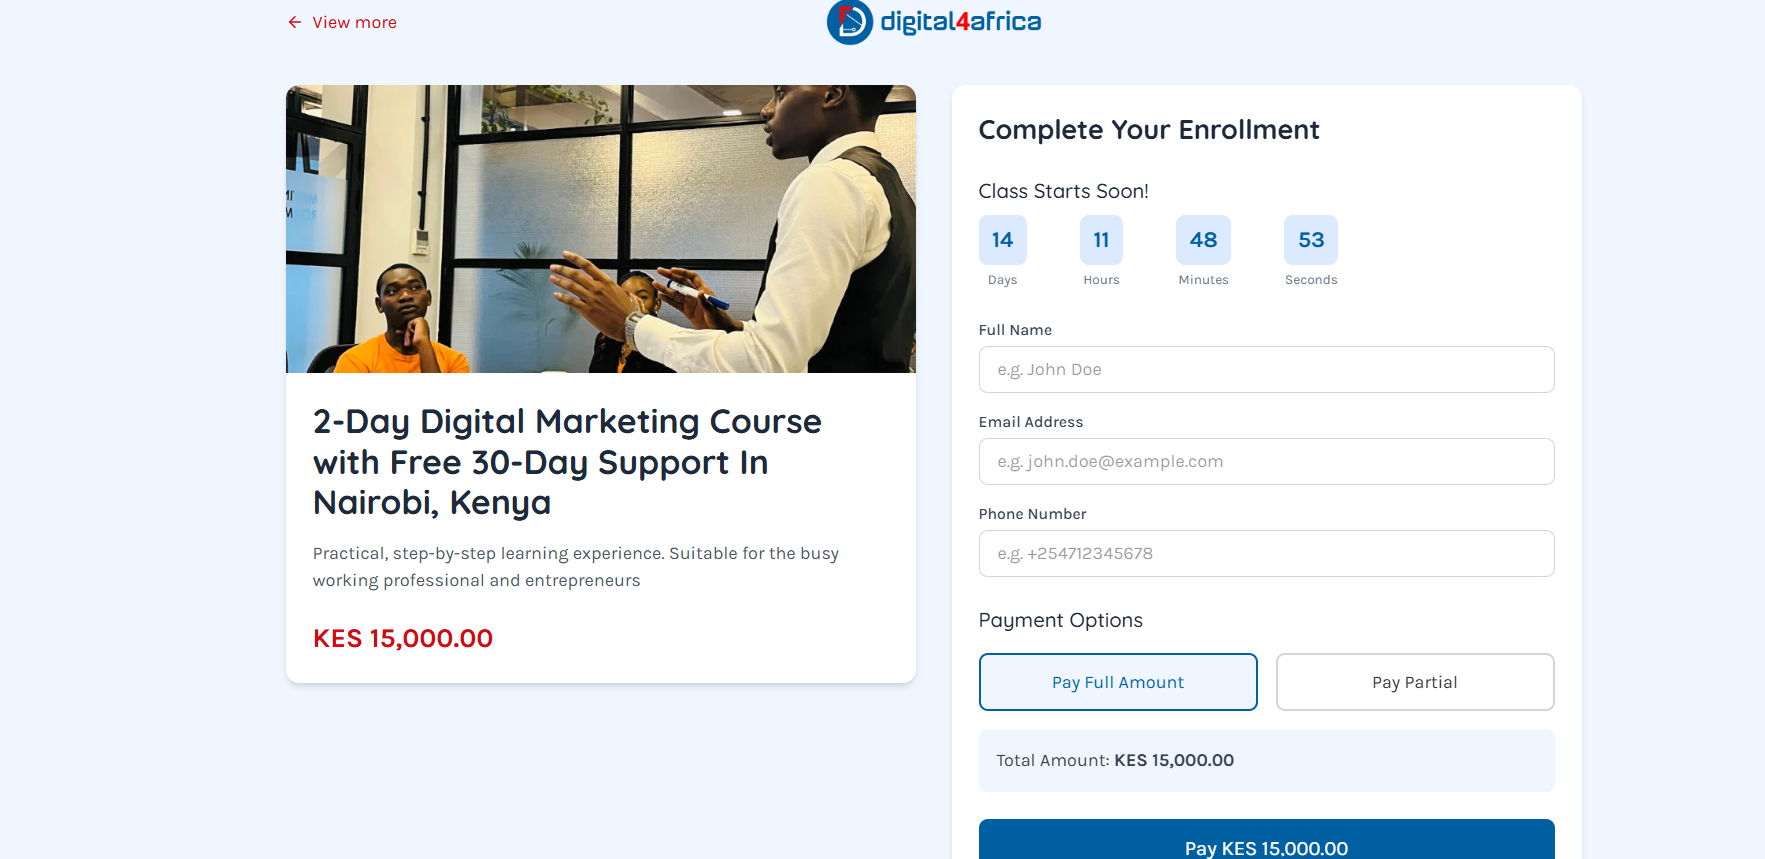 View more
digital4africa
2-Day Digital Marketing Course
with Free 30-Day Support In
Nairobi, Kenya
Practical, step-by-step learning experience. Suitable for the busy
working professional and entrepreneurs
KES 15,000.00
Complete Your Enrollment
Class Starts Soon!
14 11 48 53
Days Hours Minutes Seconds
Full Name
e.g. John Doe
Email Address
e.g. john.doe@example.com
Phone Number
e.g. +254712345678
Payment Options
Pay Full Amount Pay Partial
Total Amount: KES 15,000.00
Pay KES 15,000.00